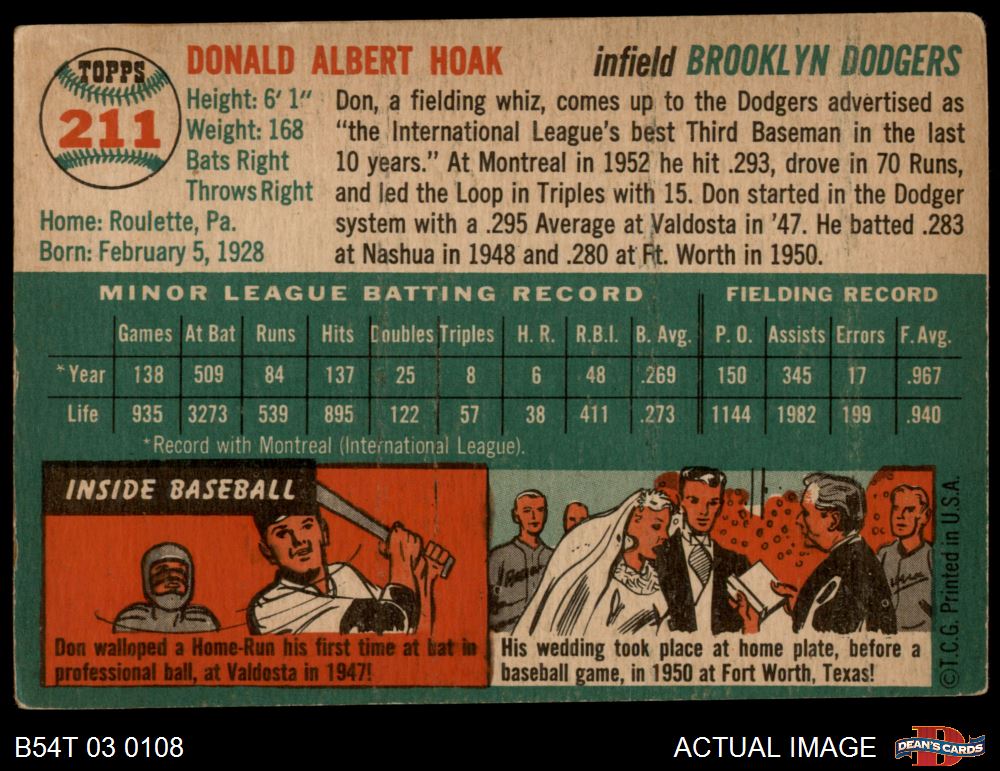 TOPPS
211
DONALD ALBERT HOAK
infield BROOKLYN DODGERS
Height: 6' 1"
Weight: 168
Bats Right
Throws Right
Home: Roulette, Pa.
Born: February 5, 1928
Don, a fielding whiz, comes up to the Dodgers advertised as
"the International League's best Third Baseman in the last
10 years." At Montreal in 1952 he hit .293, drove in 70 Runs,
and led the Loop in Triples with 15. Don started in the Dodger
system with a .295 Average at Valdosta in '47. He batted .283
at Nashua in 1948 and .280 at Ft. Worth in 1950.
MINOR LEAGUE BATTING RECORD FIELDING RECORD
Games At Bat Runs Hits Doubles Triples H. R. R.B.I. B. Avg. P. O. Assists Errors F. Avg.
*Year 138 509 84 137 25 8 6 48 .269 150 345 17 .967
Life 935 3273 539 895 122 57 38 411 .273 1144 1982 199 .940
*Record with Montreal (International League).
INSIDE BASEBALL
Don walloped a Home-Run his first time at bat in
professional ball, at Valdosta in 1947!
His wedding took place at home plate, before a
baseball game, in 1950 at Fort Worth, Texas!
©T.C.G. Printed in U.S.A.
B54T 03 0108
ACTUAL IMAGE
DEAN'S CARDS